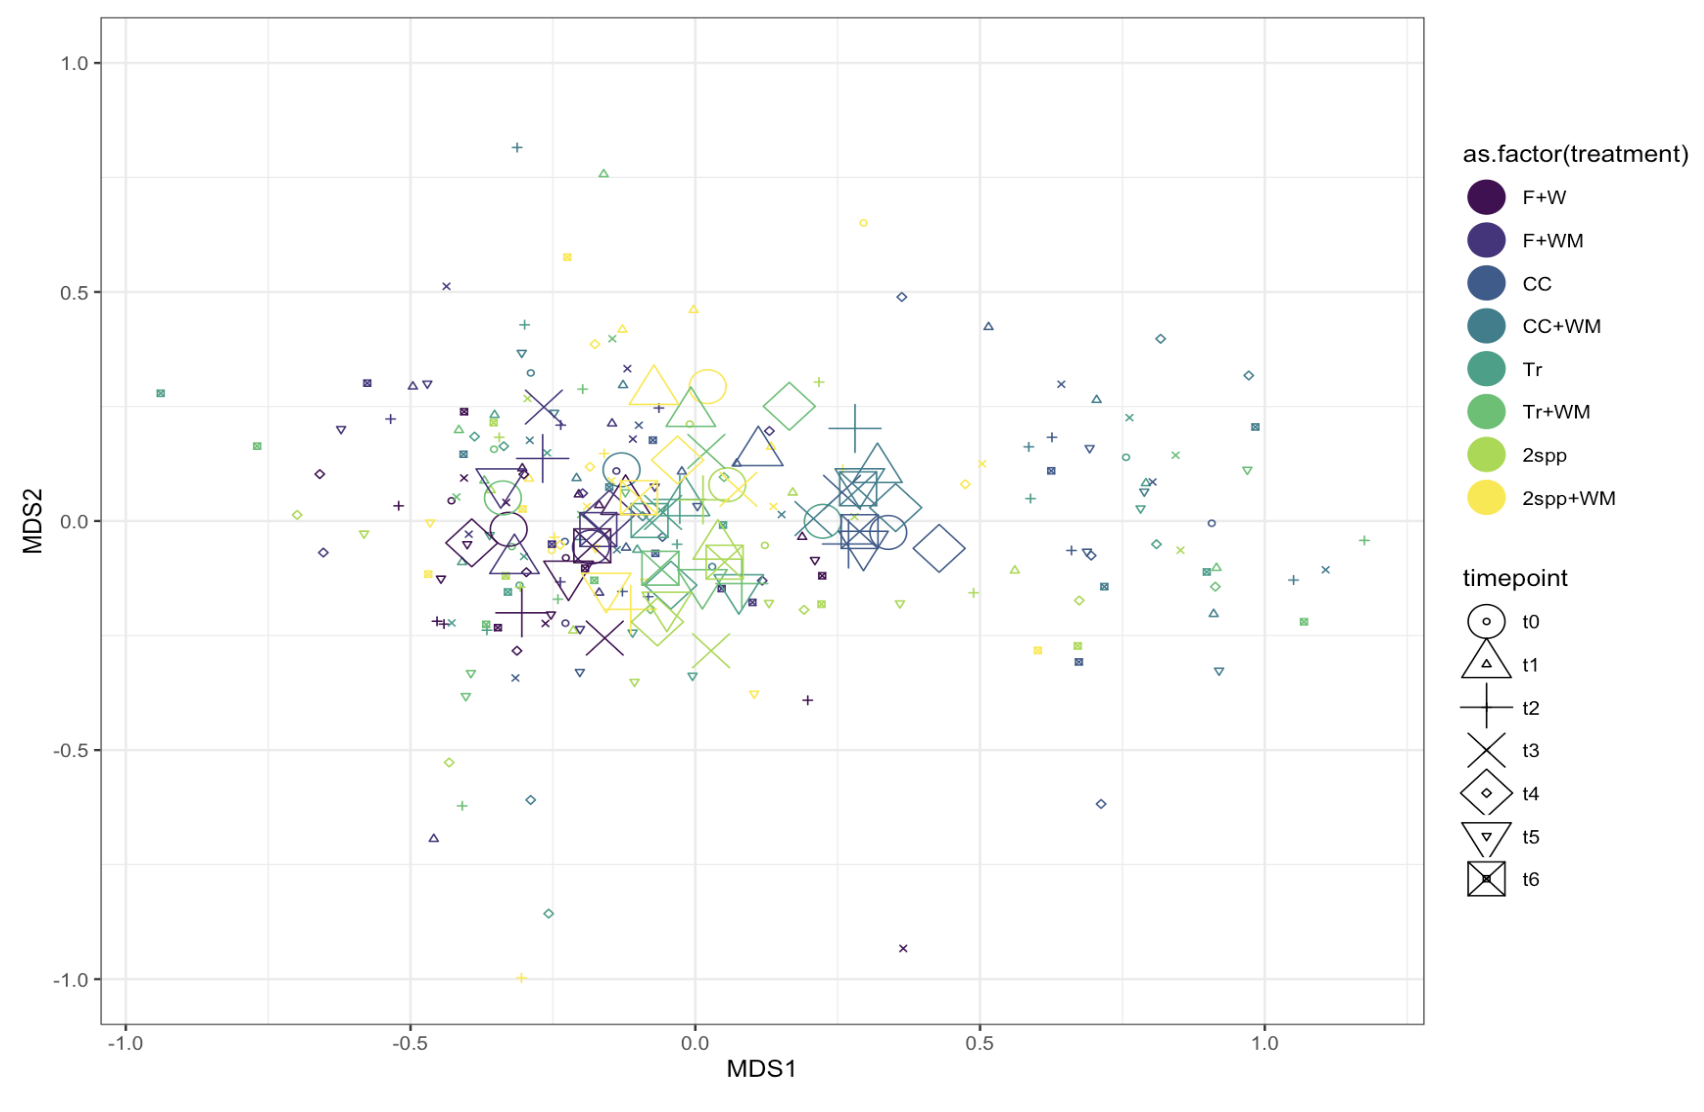 1.0
0.5
0.0
-0.5
-1.0
MDS2
-1.0
-0.5
0.0
0.5
1.0
MDS1
as.factor(treatment)
F+W
F+WM
CC
CC+WM
Tr
Tr+WM
2spp
2spp+WM
timepoint
t0
t1
t2
t3
t4
t5
t6